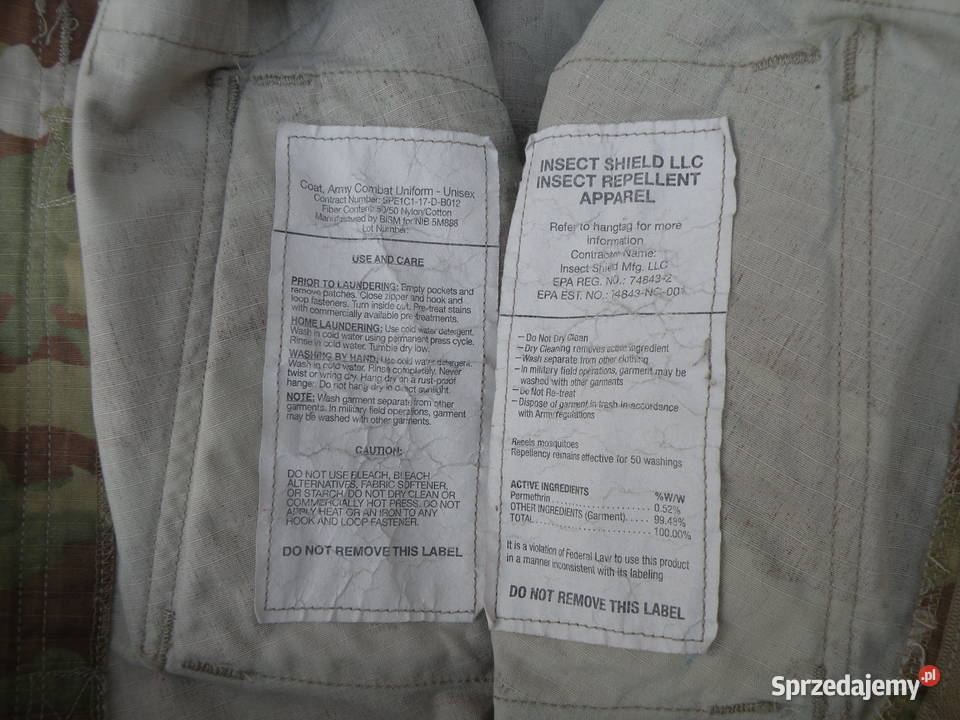 Coat, Army Combat Uniform - Unisex
Contract Number: SPE1C1-17-D-B012
Fiber Content: 50/50 Nylon/Cotton
Manufactured by BISM for NIB 5M886
Lot Number:
USE AND CARE
PRIOR TO LAUNDERING: Empty pockets and
remove patches. Close zipper and hook and
loop fasteners. Turn inside out. Pre-treat stains
with commercially available pre-treatments.
HOME LAUNDERING: Use cold water detergent.
Wash in cold water using permanent press cycle.
Rinse in cold water. Tumble dry low.
WASHING BY HAND: Use cold water detergent.
Wash in cold water. Rinse completely. Never
twist or wring dry. Hang dry on a rust-proof
hanger. Do not hang dry in direct sunlight.
NOTE: Wash garment separate from other
garments. In military field operations, garment
may be washed with other garments.
CAUTION:
DO NOT USE BLEACH, BLEACH
ALTERNATIVES, FABRIC SOFTENER,
OR STARCH. DO NOT DRY CLEAN OR
COMMERCIALLY HOT PRESS. DO NOT
APPLY HEAT OR AN IRON TO ANY
HOOK AND LOOP FASTENER.
DO NOT REMOVE THIS LABEL
INSECT SHIELD LLC
INSECT REPELLENT
APPAREL
Refer to hangtag for more
information
Contractor Name:
Insect Shield Mfg. LLC
EPA REG. NO.: 74843-2
EPA EST. NO.: 74843-NC-001
- Do Not Dry Clean
- Dry Cleaning removes active ingredient
- Wash separate from other clothing
- In military field operations, garment may be
washed with other garments
- Do Not Re-treat
- Dispose of garment in trash in accordance
with Army regulations
Repels mosquitoes
Repellency remains effective for 50 washings
ACTIVE INGREDIENTS %W/W
Permethrin . . . . . . . . . . . . . . . . . . . . 0.52%
OTHER INGREDIENTS (Garment). . . . . 99.48%
TOTAL. . . . . . . . . . . . . . . . . . . . . . . . 100.00%
It is a violation of Federal Law to use this product
in a manner inconsistent with its labeling
DO NOT REMOVE THIS LABEL
Sprzedajemy.pl